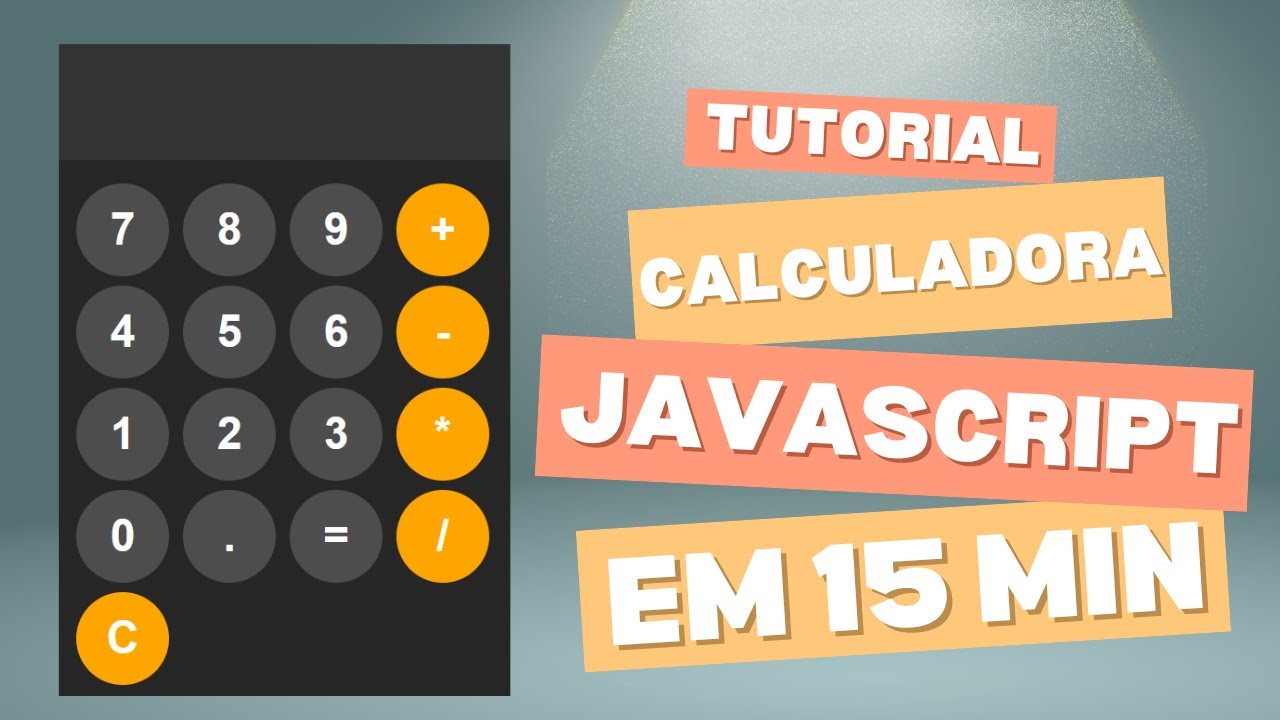 7 8 9 +
4 5 6 -
1 2 3 *
0 . = /
C
TUTORIAL
CALCULADORA
JAVASCRIPT
EM 15 MIN